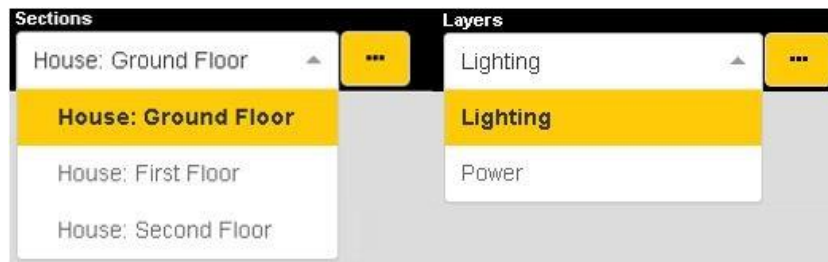 Sections
House: Ground Floor
House: Ground Floor
House: First Floor
House: Second Floor
Layers
Lighting
Lighting
Power